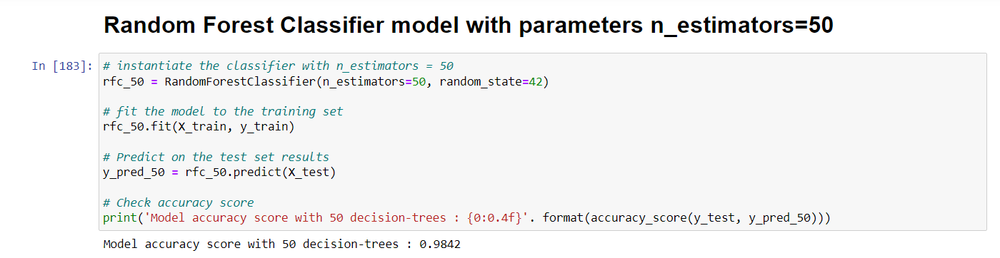 Random Forest Classifier model with parameters n_estimators=50
In [183]:
# instantiate the classifier with n_estimators = 50
rfc_50 = RandomForestClassifier(n_estimators=50, random_state=42)
# fit the model to the training set
rfc_50.fit(X_train, y_train)
# Predict on the test set results
y_pred_50 = rfc_50.predict(X_test)
# Check accuracy score
print('Model accuracy score with 50 decision-trees : {0:0.4f}'. format(accuracy_score(y_test, y_pred_50)))
Model accuracy score with 50 decision-trees : 0.9842